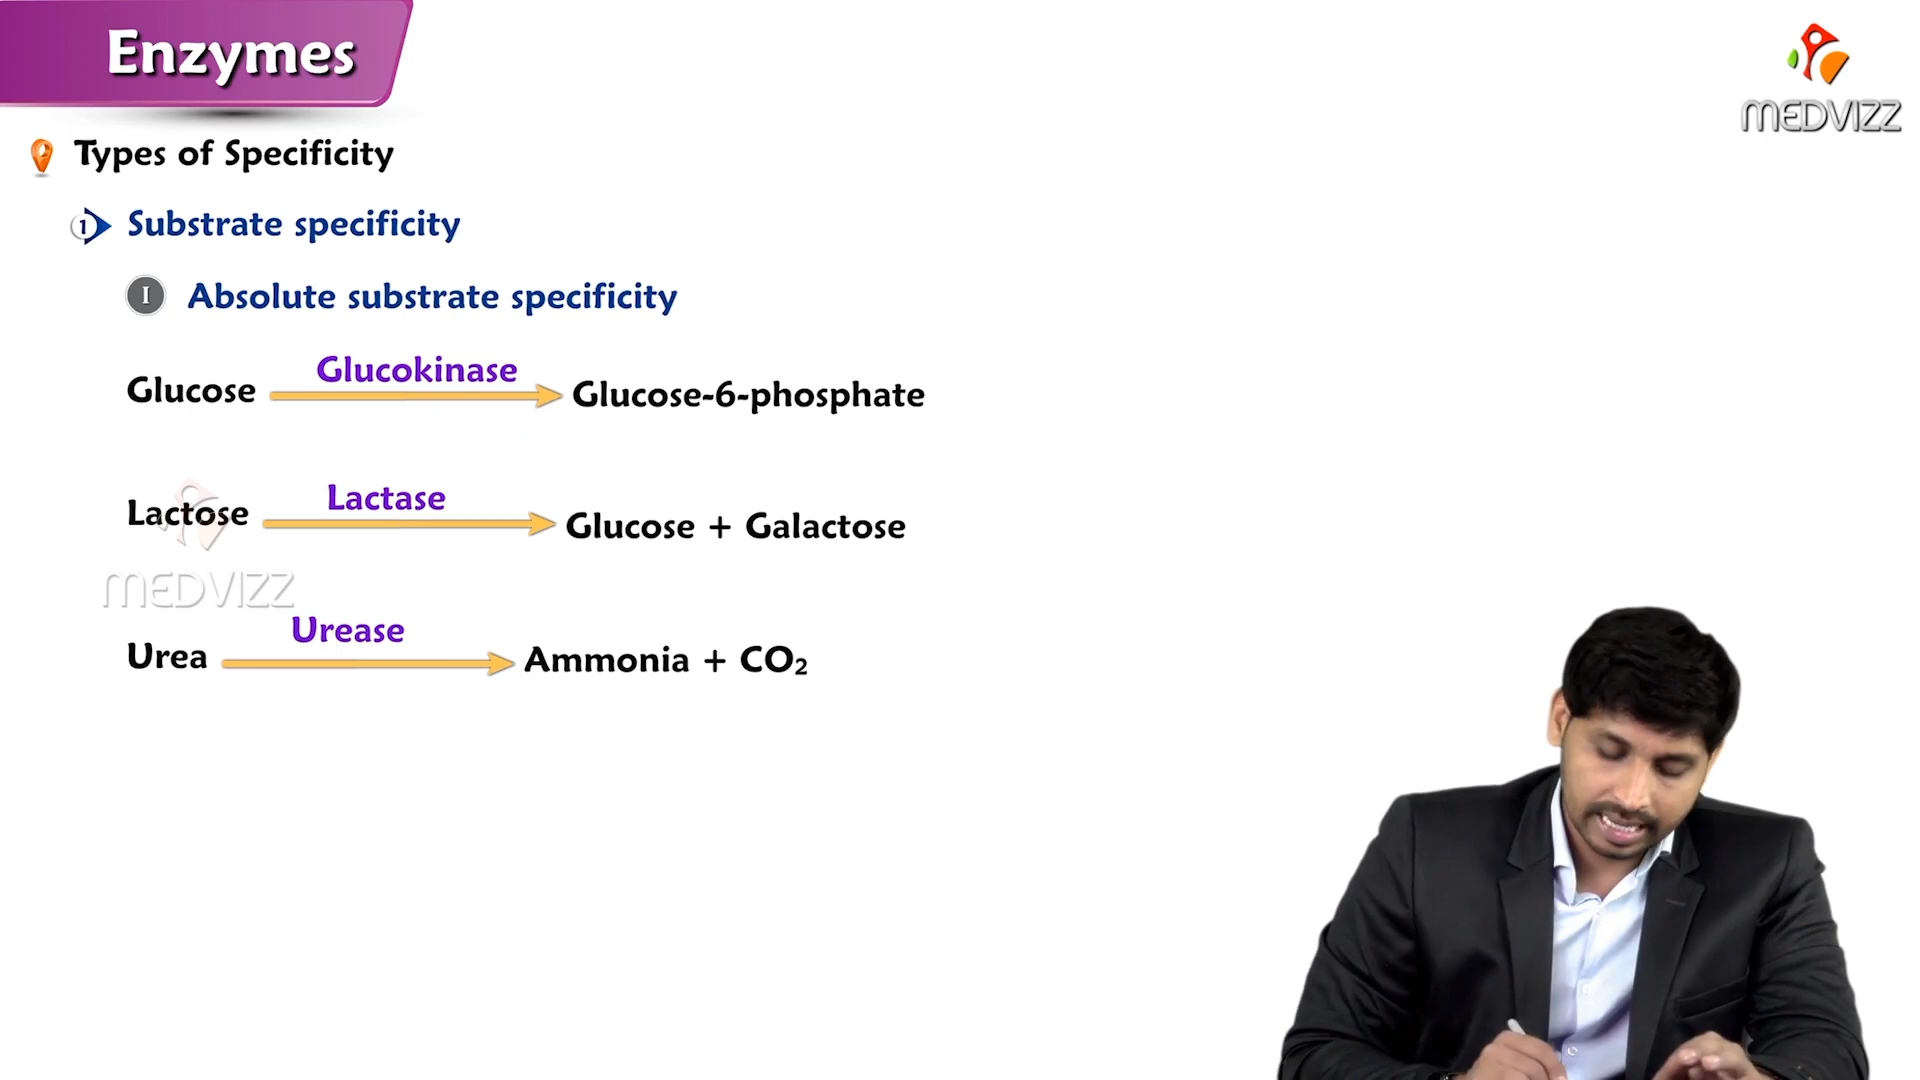 Enzymes
MEDVIZZ
Types of Specificity
1 Substrate specificity
I Absolute substrate specificity
Glucose Glucokinase Glucose-6-phosphate
Lactose Lactase Glucose + Galactose
MEDVIZZ
Urea Urease Ammonia + CO₂